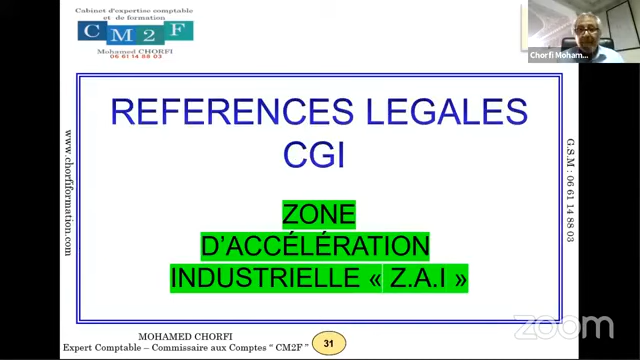 Cabinet d'expertise comptable
et de formation
CM2F
Mohamed CHORFI
06 61 14 88 03
Chorfi Moham...
REFERENCES LEGALES
CGI
ZONE
D'ACCÉLÉRATION
INDUSTRIELLE « Z.A.I »
www.chorfiformation.com
G.S.M : 06 61 14 88 03
MOHAMED CHORFI
Expert Comptable – Commissaire aux Comptes " CM2F "
31
zoom